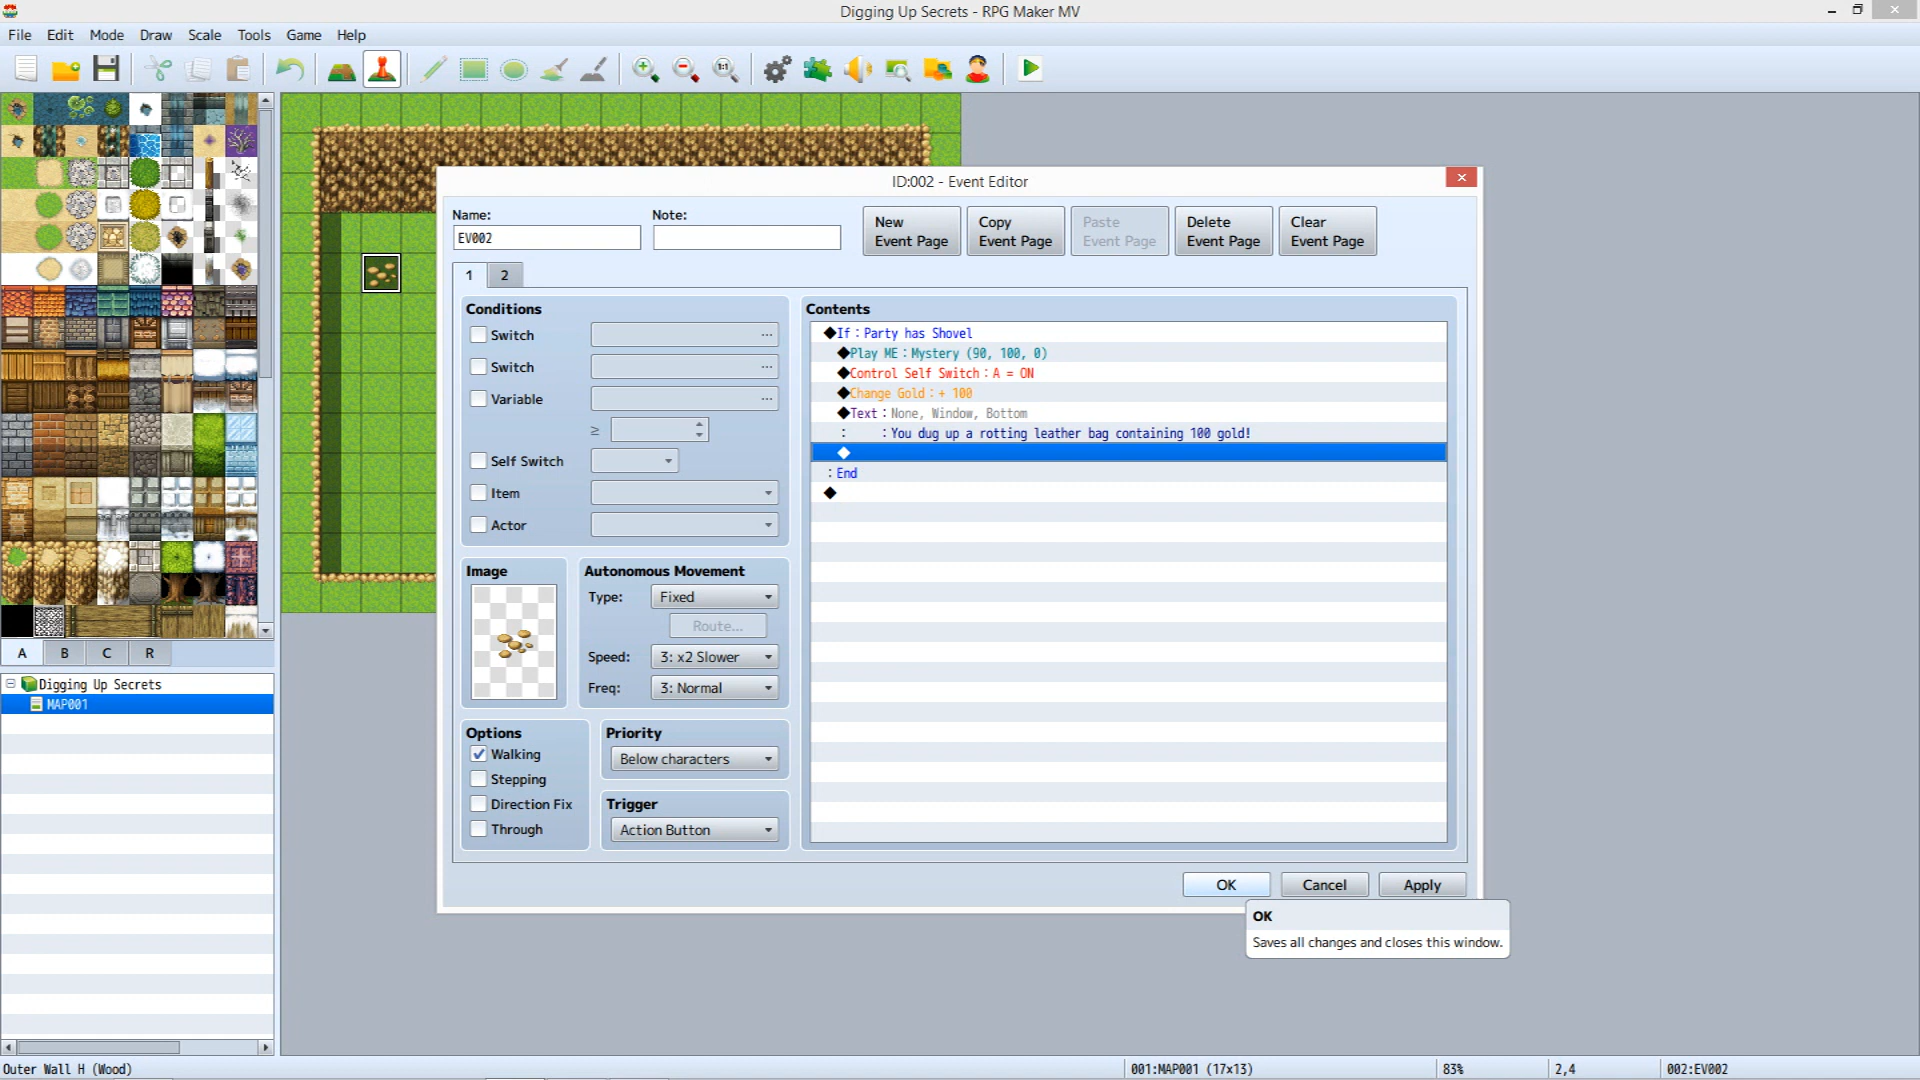 Digging Up Secrets - RPG Maker MV
File Edit Mode Draw Scale Tools Game Help
1:1
ID:002 - Event Editor
Name: Note:
EV002
New Event Page
Copy Event Page
Paste Event Page
Delete Event Page
Clear Event Page
1 2
Conditions
Switch ...
Switch ...
Variable ...
≥
Self Switch
Item
Actor
Image
Autonomous Movement
Type: Fixed
Route...
Speed: 3: x2 Slower
Freq: 3: Normal
Options
Walking
Stepping
Direction Fix
Through
Priority
Below characters
Trigger
Action Button
Contents
◆If : Party has Shovel
◆Play ME : Mystery (90, 100, 0)
◆Control Self Switch : A = ON
◆Change Gold : + 100
◆Text : None, Window, Bottom
: : You dug up a rotting leather bag containing 100 gold!
◆
: End
◆
OK Cancel Apply
OK
Saves all changes and closes this window.
A B C R
Digging Up Secrets
MAP001
Outer Wall H (Wood)
001:MAP001 (17x13)
83%
2,4
002:EV002